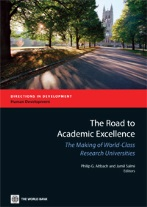 DIRECTIONS IN DEVELOPMENT
Human Development
The Road to
Academic Excellence
The Making of World-Class
Research Universities
Philip G. Altbach and Jamil Salmi
Editors
THE WORLD BANK